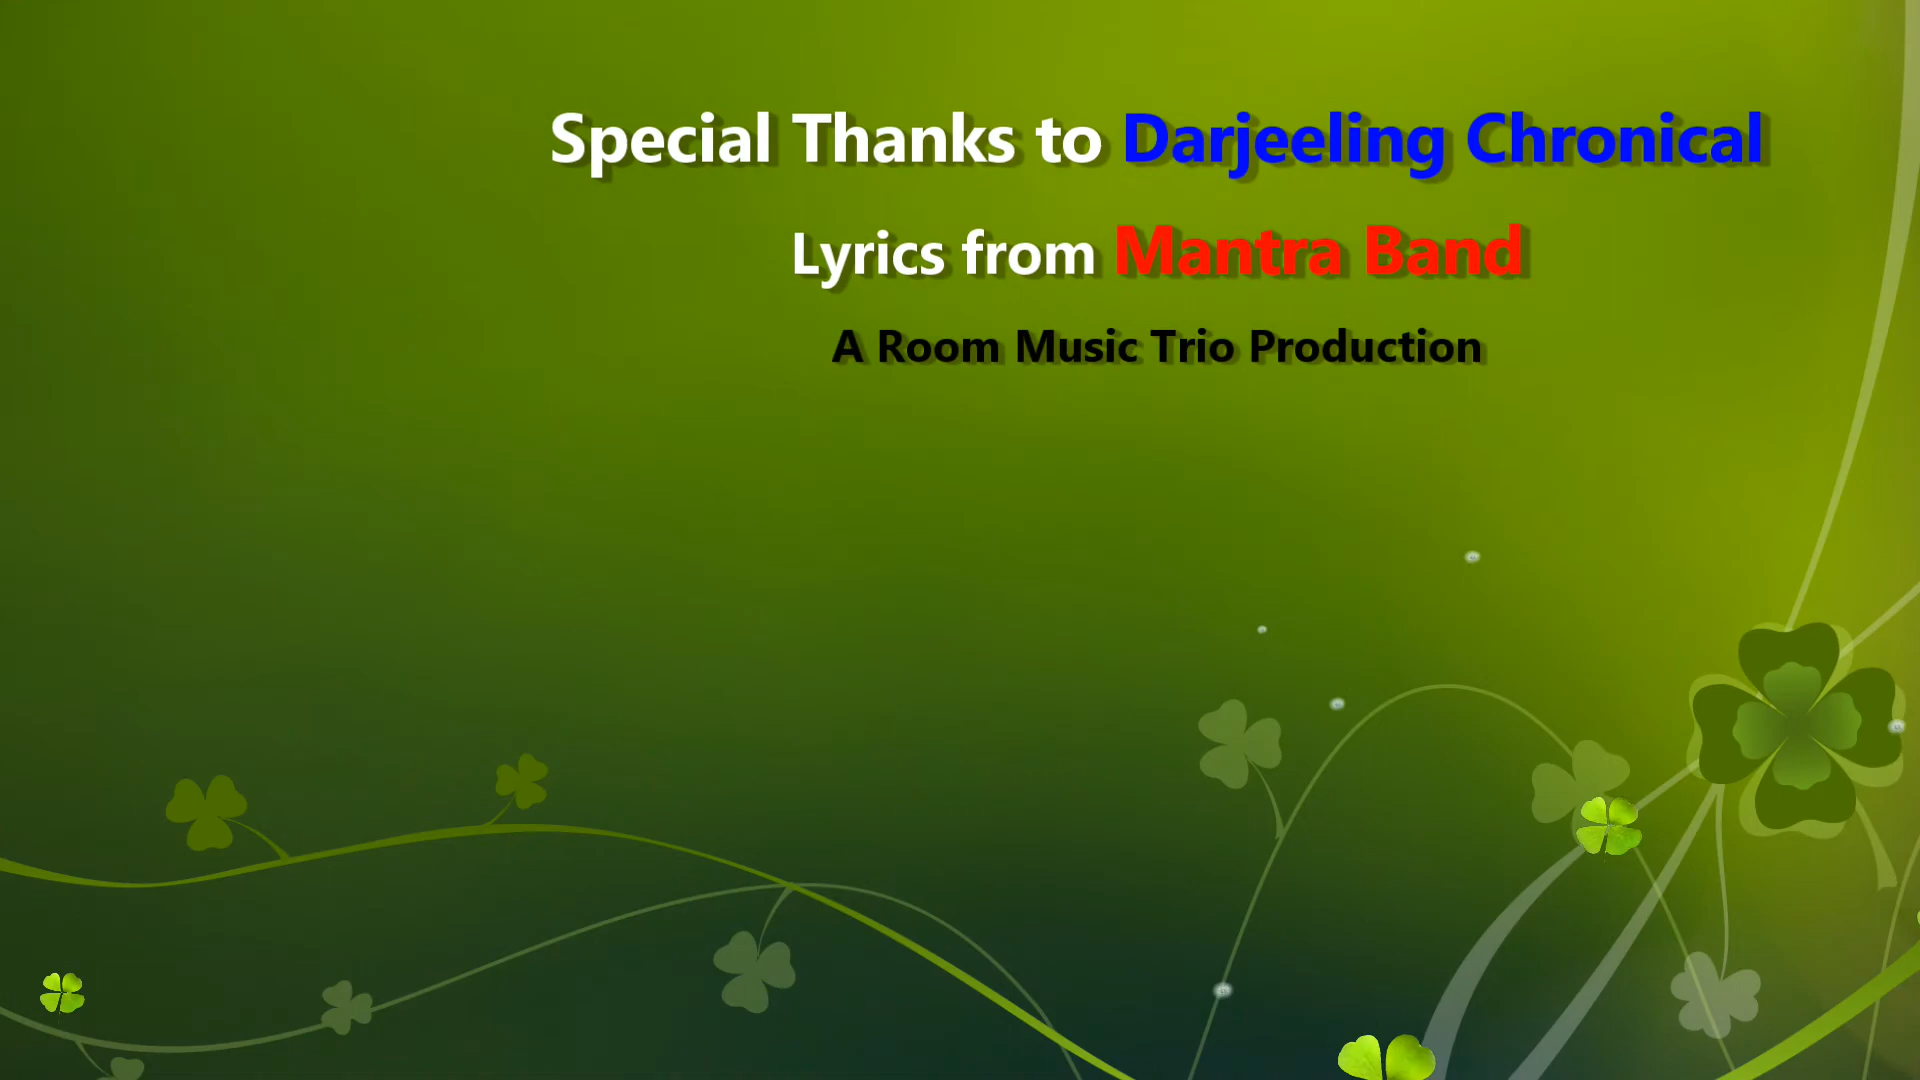 Special Thanks to Darjeeling Chronical
Lyrics from Mantra Band
A Room Music Trio Production